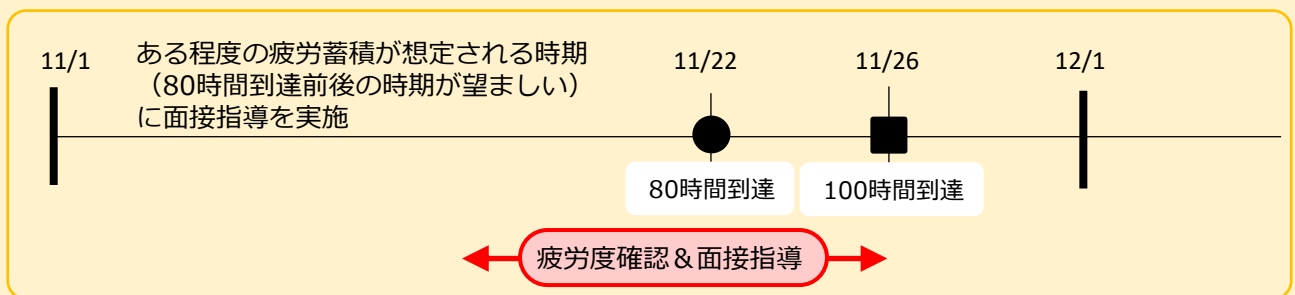 11/1
ある程度の疲労蓄積が想定される時期
（80時間到達前後の時期が望ましい）
に面接指導を実施
11/22
11/26
12/1
80時間到達
100時間到達
疲労度確認＆面接指導